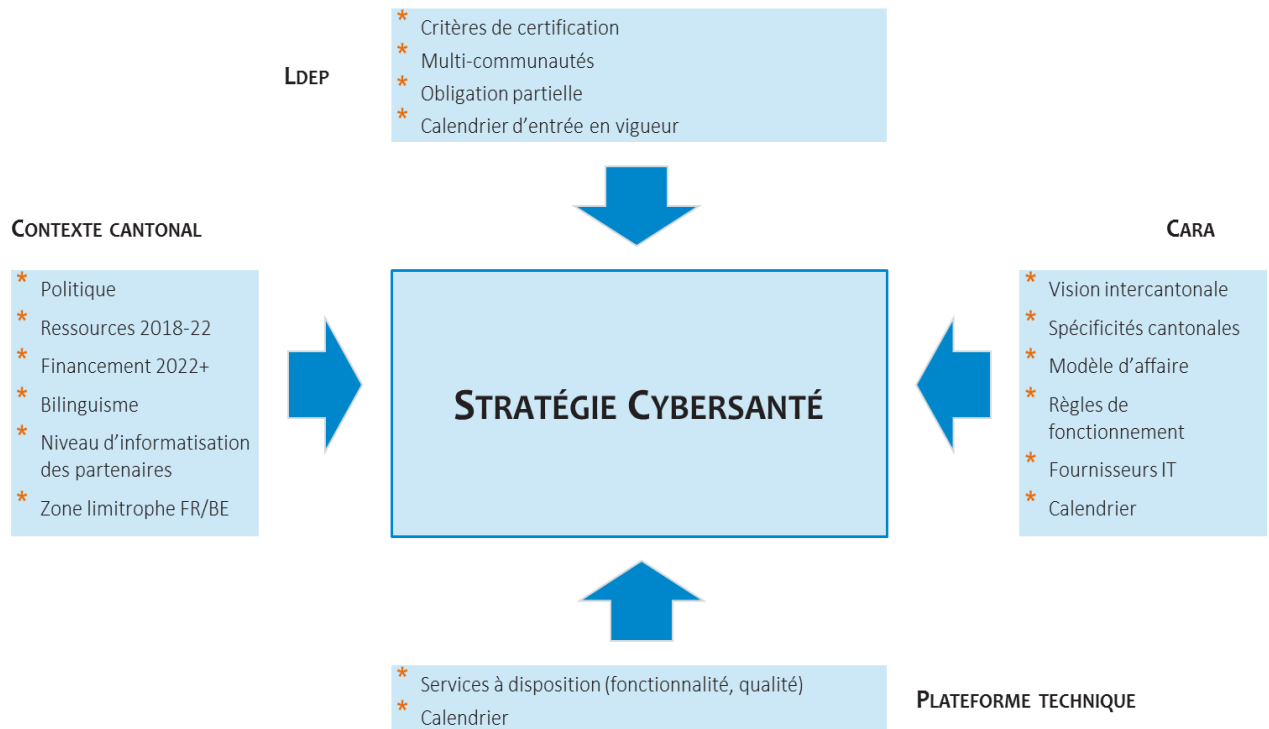 LDEP
* Critères de certification
* Multi-communautés
* Obligation partielle
* Calendrier d'entrée en vigueur
CONTEXTE CANTONAL
* Politique
* Ressources 2018-22
* Financement 2022+
* Bilinguisme
* Niveau d'informatisation
des partenaires
* Zone limitrophe FR/BE
STRATÉGIE CYBERSANTÉ
CARA
* Vision intercantonale
* Spécificités cantonales
* Modèle d'affaire
* Règles de
fonctionnement
* Fournisseurs IT
* Calendrier
* Services à disposition (fonctionnalité, qualité)
* Calendrier
PLATEFORME TECHNIQUE